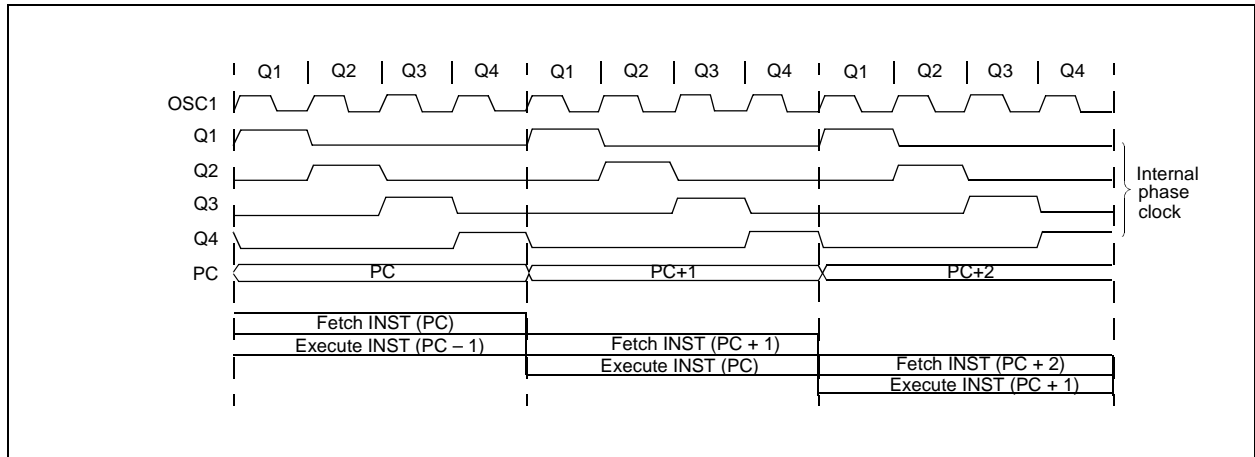 Q1 Q2 Q3 Q4 Q1 Q2 Q3 Q4 Q1 Q2 Q3 Q4
OSC1
Q1
Q2
Q3
Q4
Internal
phase
clock
PC PC PC+1 PC+2
Fetch INST (PC)
Execute INST (PC – 1) Fetch INST (PC + 1)
Execute INST (PC) Fetch INST (PC + 2)
Execute INST (PC + 1)